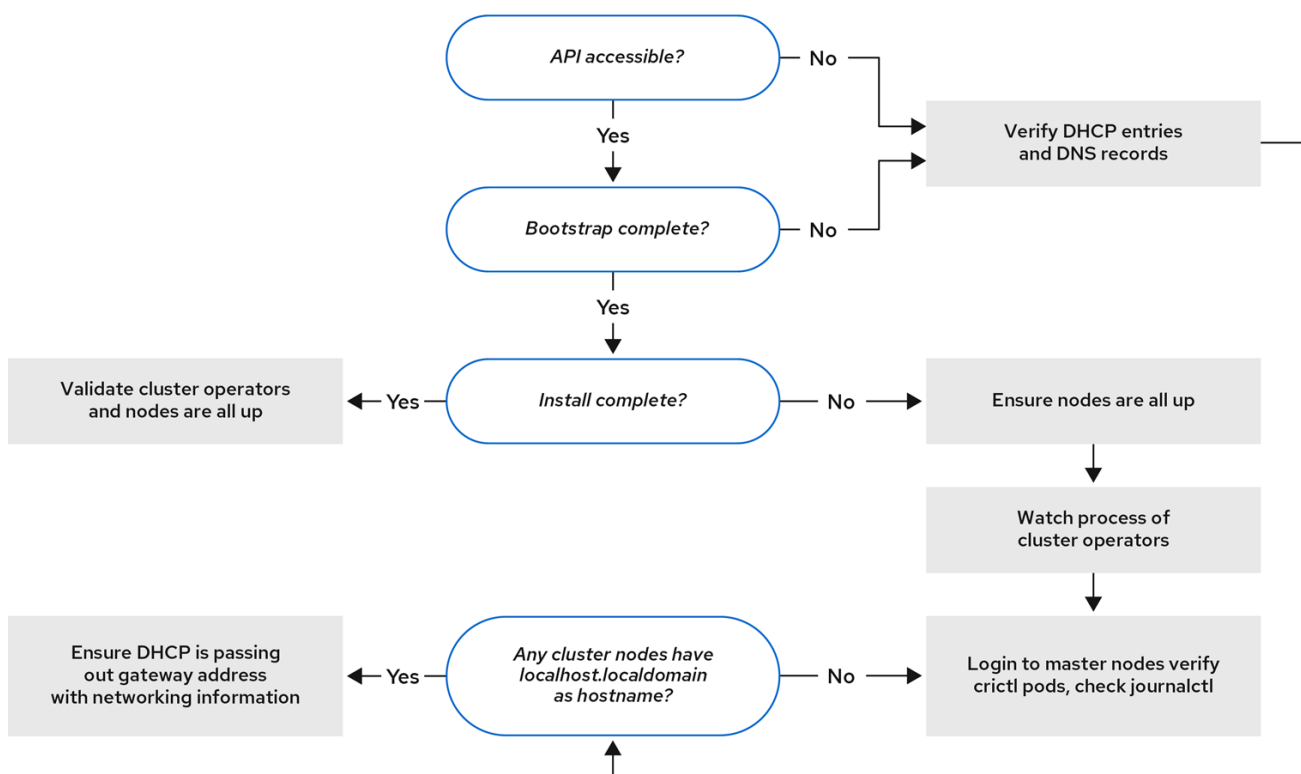 API accessible?
No
Verify DHCP entries
and DNS records
Yes
Bootstrap complete?
No
Yes
Validate cluster operators
and nodes are all up
Yes
Install complete?
No
Ensure nodes are all up
Watch process of
cluster operators
Ensure DHCP is passing
out gateway address
with networking information
Yes
Any cluster nodes have
localhost.localdomain
as hostname?
No
Login to master nodes verify
crictl pods, check journalctl